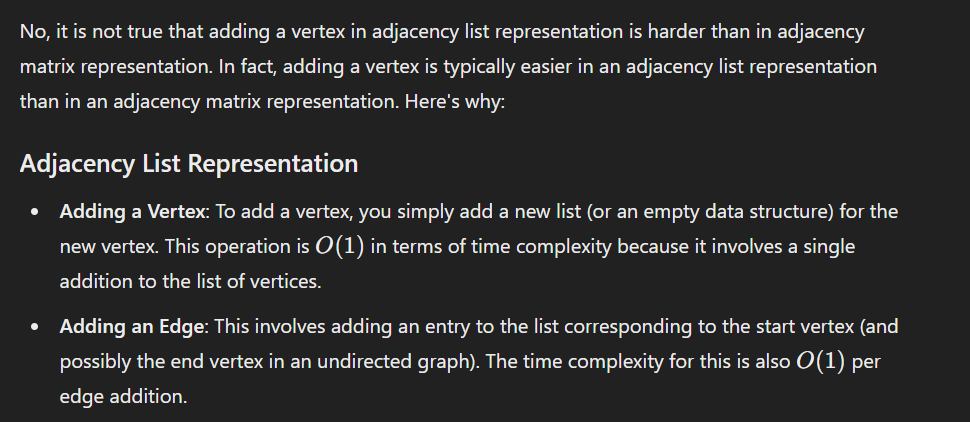 No, it is not true that adding a vertex in adjacency list representation is harder than in adjacency
matrix representation. In fact, adding a vertex is typically easier in an adjacency list representation
than in an adjacency matrix representation. Here's why:
Adjacency List Representation
• Adding a Vertex: To add a vertex, you simply add a new list (or an empty data structure) for the
new vertex. This operation is O(1) in terms of time complexity because it involves a single
addition to the list of vertices.
• Adding an Edge: This involves adding an entry to the list corresponding to the start vertex (and
possibly the end vertex in an undirected graph). The time complexity for this is also O(1) per
edge addition.